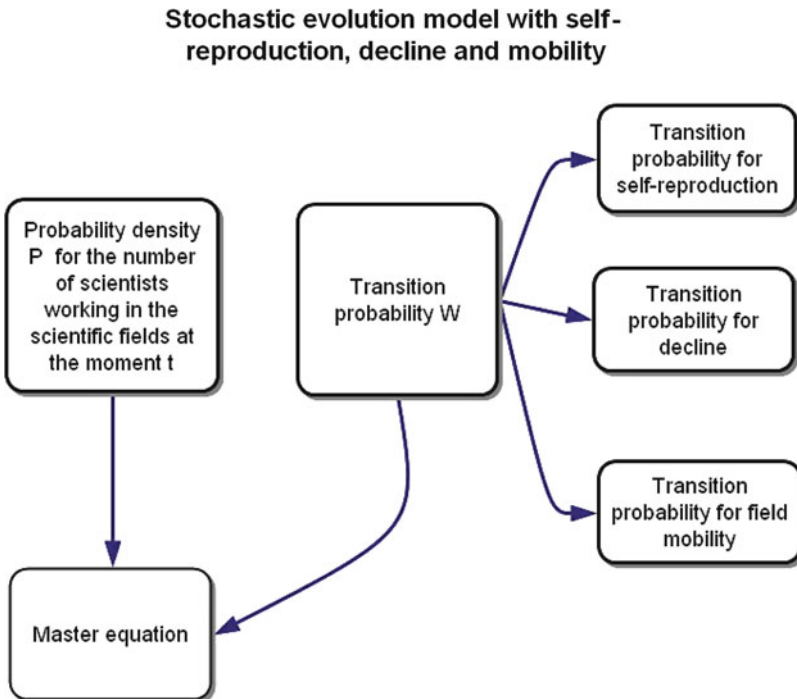 Stochastic evolution model with self-
reproduction, decline and mobility
Probability density
P for the number
of scientists
working in the
scientific fields at
the moment t
Transition
probability W
Transition
probability for
self-reproduction
Transition
probability for
decline
Transition
probability for field
mobility
Master equation